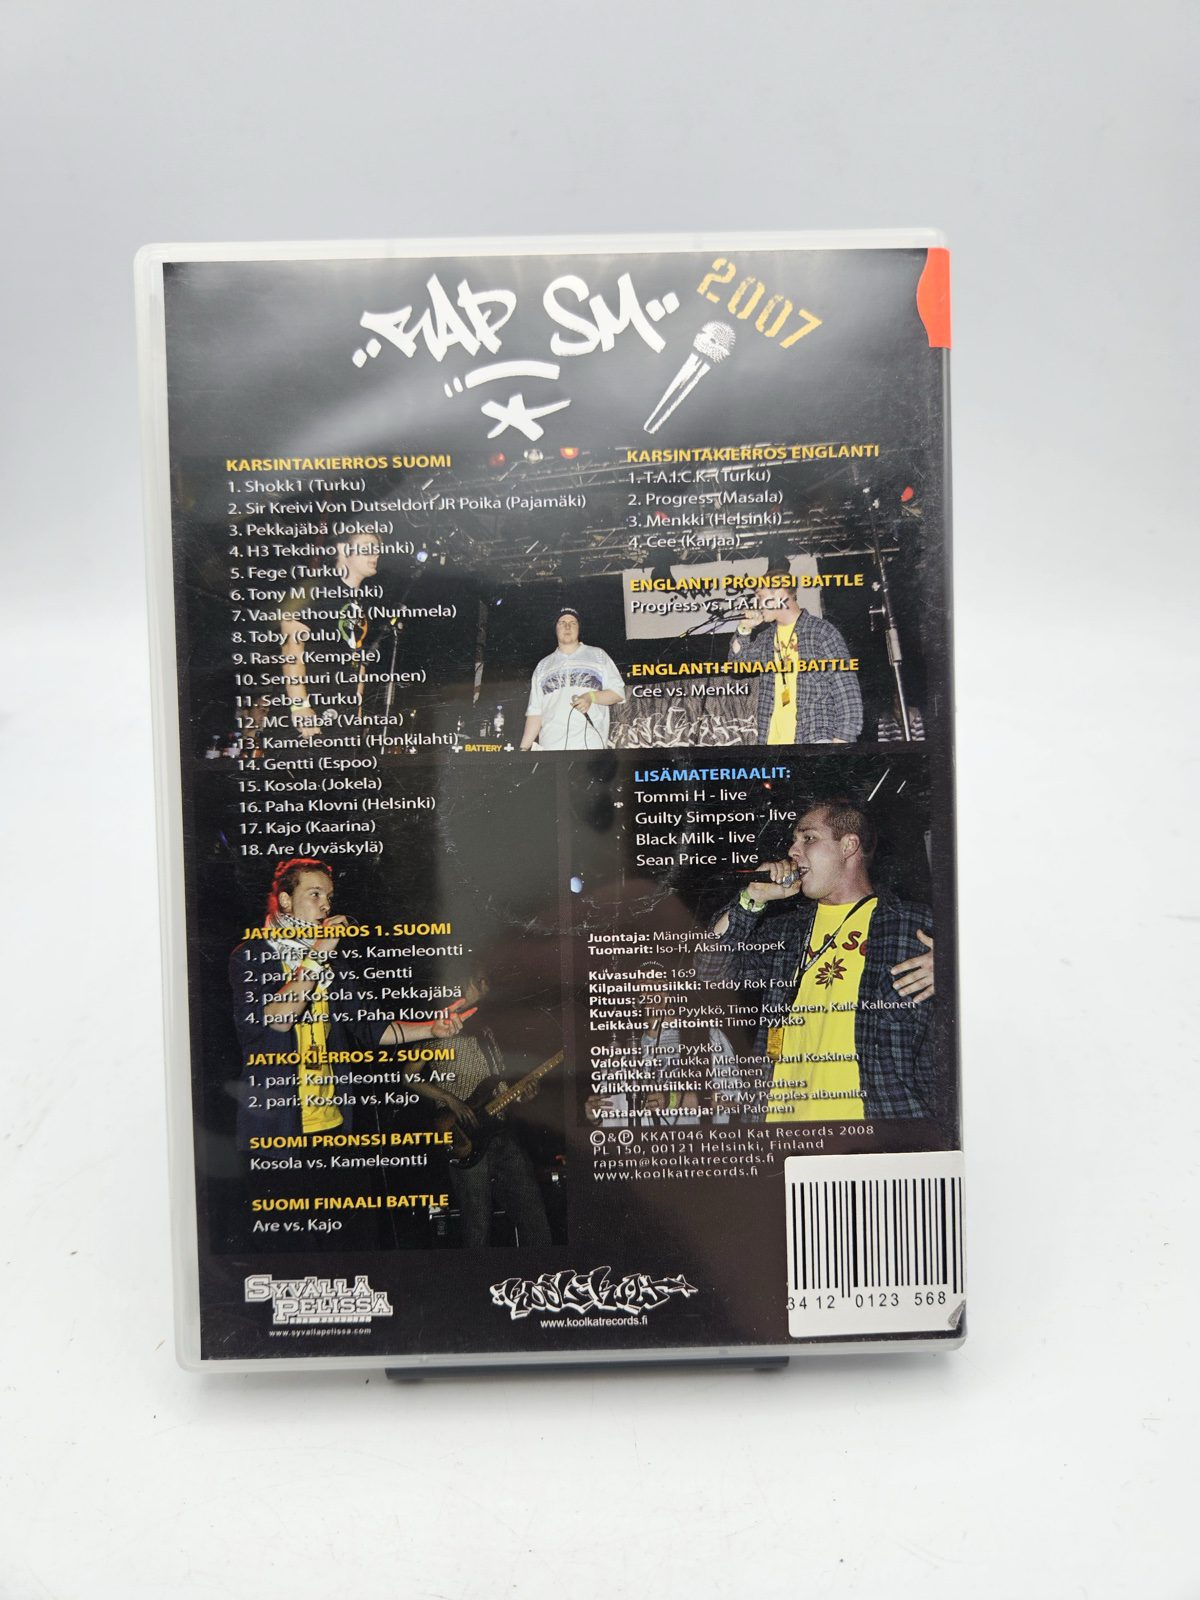 RAP SM
2007
KARSINTAKIERROS SUOMI
1. Shokk1 (Turku)
2. Sir Kreivi Von Dutseldorf JR Poika (Pajamäki)
3. Pekkajäbä (Jokela)
4. H3 Tekdino (Helsinki)
5. Fege (Turku)
6. Tony M (Helsinki)
7. Vaaleethousut (Nummela)
8. Toby (Oulu)
9. Rasse (Kempele)
10. Sensuuri (Launonen)
11. Sebe (Turku)
12. MC Räbä (Vantaa)
13. Kameleontti (Honkilahti)
14. Gentti (Espoo)
15. Kosola (Jokela)
16. Paha Klovni (Helsinki)
17. Kajo (Kaarina)
18. Are (Jyväskylä)
JATKOKIERROS 1. SUOMI
1. pari: Fege vs. Kameleontti -
2. pari: Kajo vs. Gentti
3. pari: Kosola vs. Pekkajäbä
4. pari: Are vs. Paha Klovni
JATKOKIERROS 2. SUOMI
1. pari: Kameleontti vs. Are
2. pari: Kosola vs. Kajo
SUOMI PRONSSI BATTLE
Kosola vs. Kameleontti
SUOMI FINAALI BATTLE
Are vs. Kajo
KARSINTAKIERROS ENGLANTI
1. T.A.I.C.K. (Turku)
2. Progress (Masala)
3. Menkki (Helsinki)
4. Cee (Karjaa)
ENGLANTI PRONSSI BATTLE
Progress vs. T.A.I.C.K
ENGLANTI FINAALI BATTLE
Cee vs. Menkki
BATTERY
LISÄMATERIAALIT:
Tommi H - live
Guilty Simpson - live
Black Milk - live
Sean Price - live
Juontaja: Mängimies
Tuomarit: Iso-H, Aksim, RoopeK
Kuvasuhde: 16:9
Kilpailumusiikki: Teddy Rok Four
Pituus: 250 min
Kuvaus: Timo Pyykkö, Timo Kukkonen, Kalle Kallonen
Leikkaus / editointi: Timo Pyykkö
Ohjaus: Timo Pyykkö
Valokuvat: Tuukka Mielonen, Jani Koskinen
Grafiikka: Tuukka Mielonen
Välikkomusiikki: Kollabo Brothers
– For My Peoples albumilta
Vastaava tuottaja: Pasi Palonen
©&℗ KKAT046 Kool Kat Records 2008
PL 150, 00121 Helsinki, Finland
rapsm@koolkatrecords.fi
www.koolkatrecords.fi
SYVÄLLÄ PELISSÄ
www.syvallapelissa.com
KOOL KAT
www.koolkatrecords.fi
34 12 0123 568